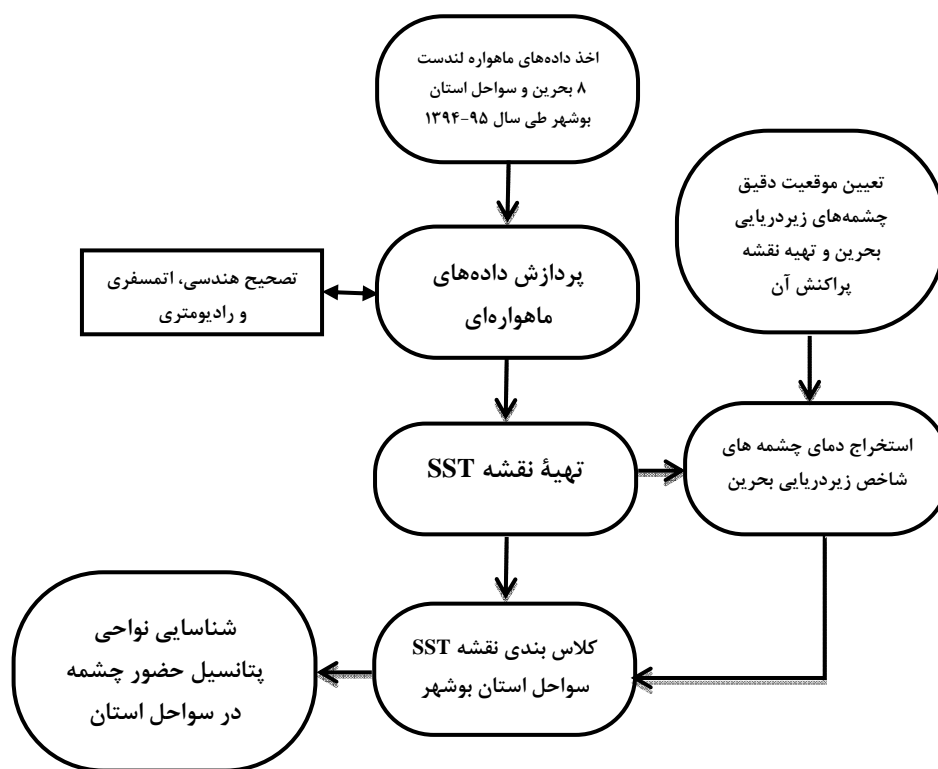 اخذ داده‌های ماهواره لندست
۸ بحرین و سواحل استان
بوشهر طی سال ۹۵-۱۳۹۴
تعیین موقعیت دقیق
چشمه‌های زیردریایی
بحرین و تهیه نقشه
پراکنش آن
پردازش داده‌های
ماهواره‌ای
تصحیح هندسی، اتمسفری
و رادیومتری
تهیۀ نقشه SST
استخراج دمای چشمه های
شاخص زیردریایی بحرین
کلاس بندی نقشه SST
سواحل استان بوشهر
شناسایی نواحی
پتانسیل حضور چشمه
در سواحل استان